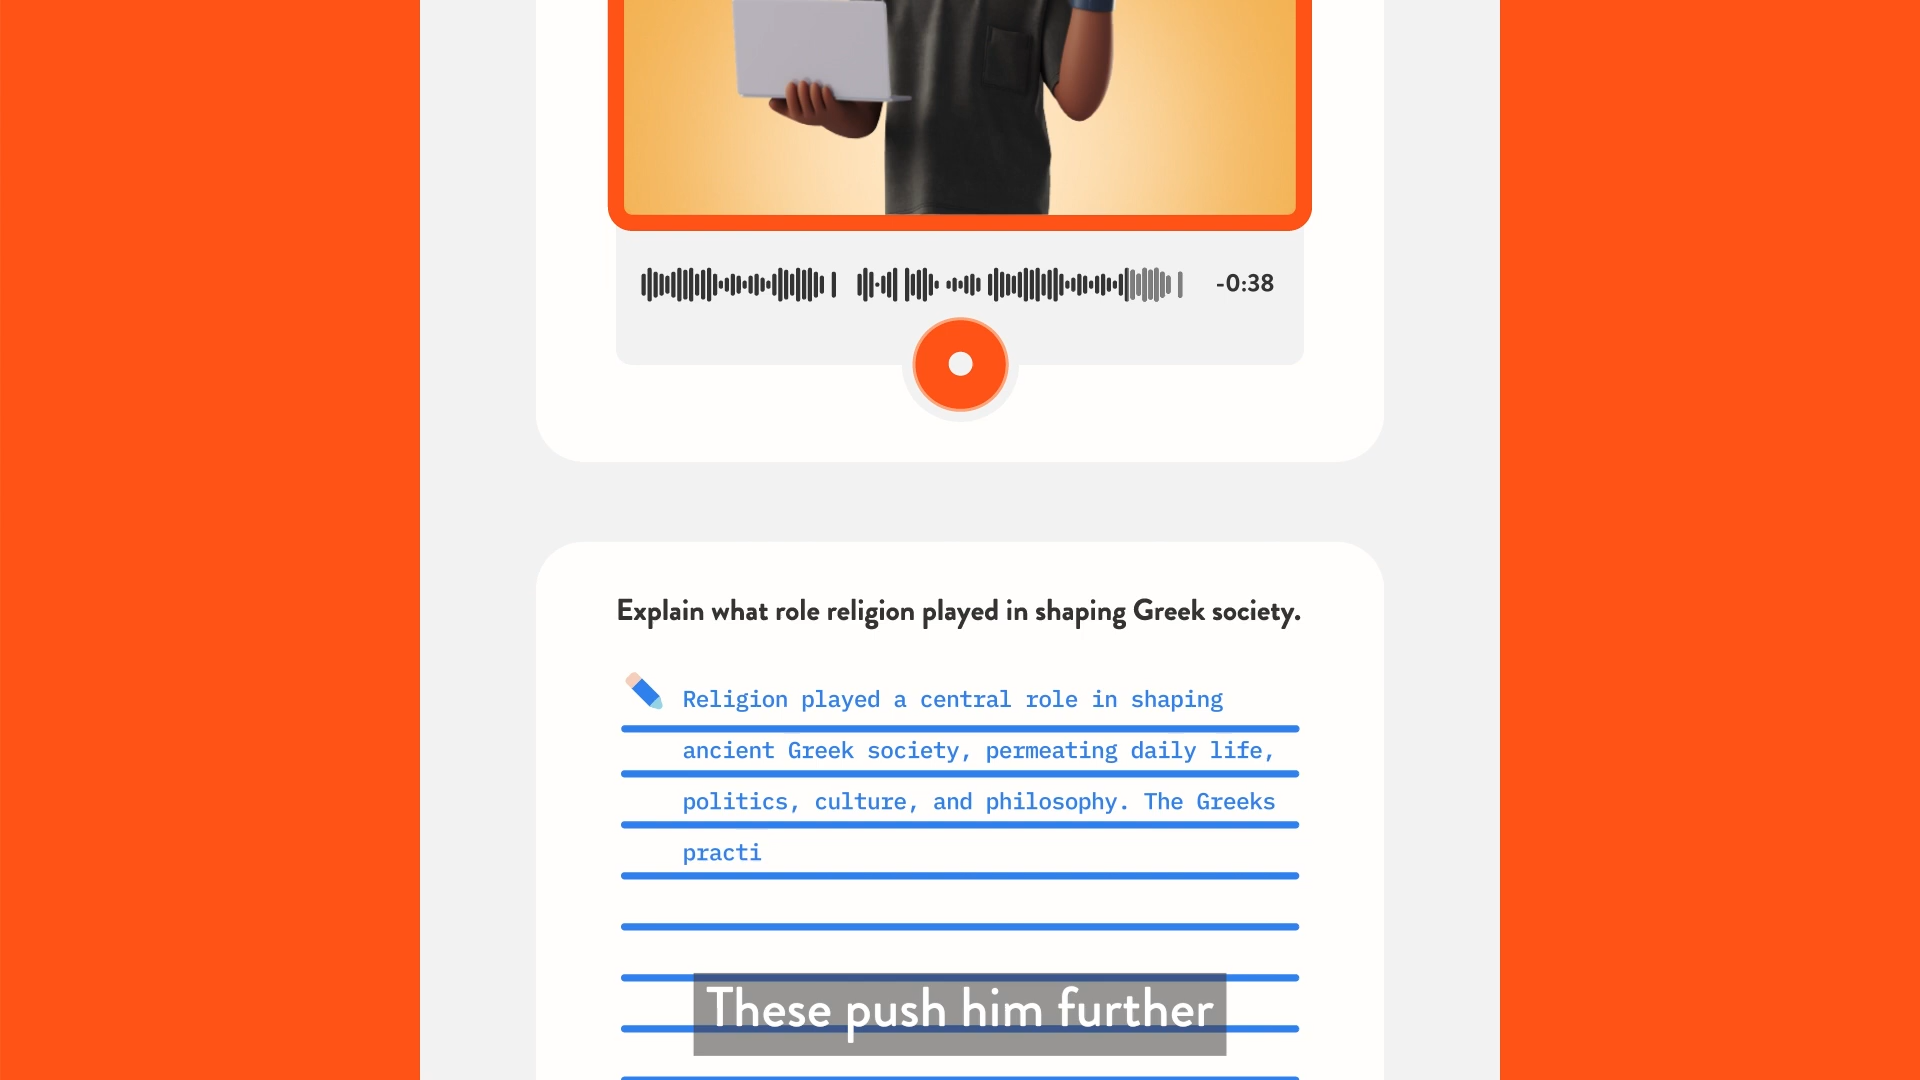 -0:38
Explain what role religion played in shaping Greek society.
Religion played a central role in shaping
ancient Greek society, permeating daily life,
politics, culture, and philosophy. The Greeks
practi
These push him further